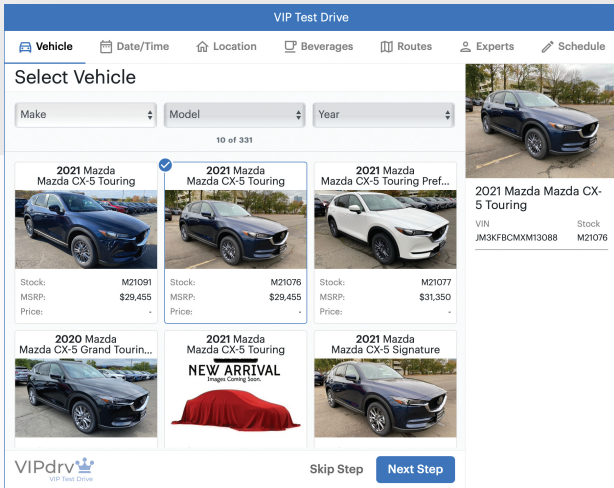 VIP Test Drive
Vehicle
Date/Time
Location
Beverages
Routes
Experts
Schedule
Select Vehicle
Make
Model
Year
10 of 331
2021 Mazda
Mazda CX-5 Touring
Stock: M21091
MSRP: $29,455
Price: -
2021 Mazda
Mazda CX-5 Touring
Stock: M21076
MSRP: $29,455
Price: -
2021 Mazda
Mazda CX-5 Touring Pref...
Stock: M21077
MSRP: $31,350
Price: -
2020 Mazda
Mazda CX-5 Grand Tourin...
2021 Mazda
Mazda CX-5 Touring
NEW ARRIVAL
Images Coming Soon.
2021 Mazda
Mazda CX-5 Signature
2021 Mazda Mazda CX-
5 Touring
VIN Stock
JM3KFBCMXM13088 M21076
VIPdrv
VIP Test Drive
Skip Step
Next Step